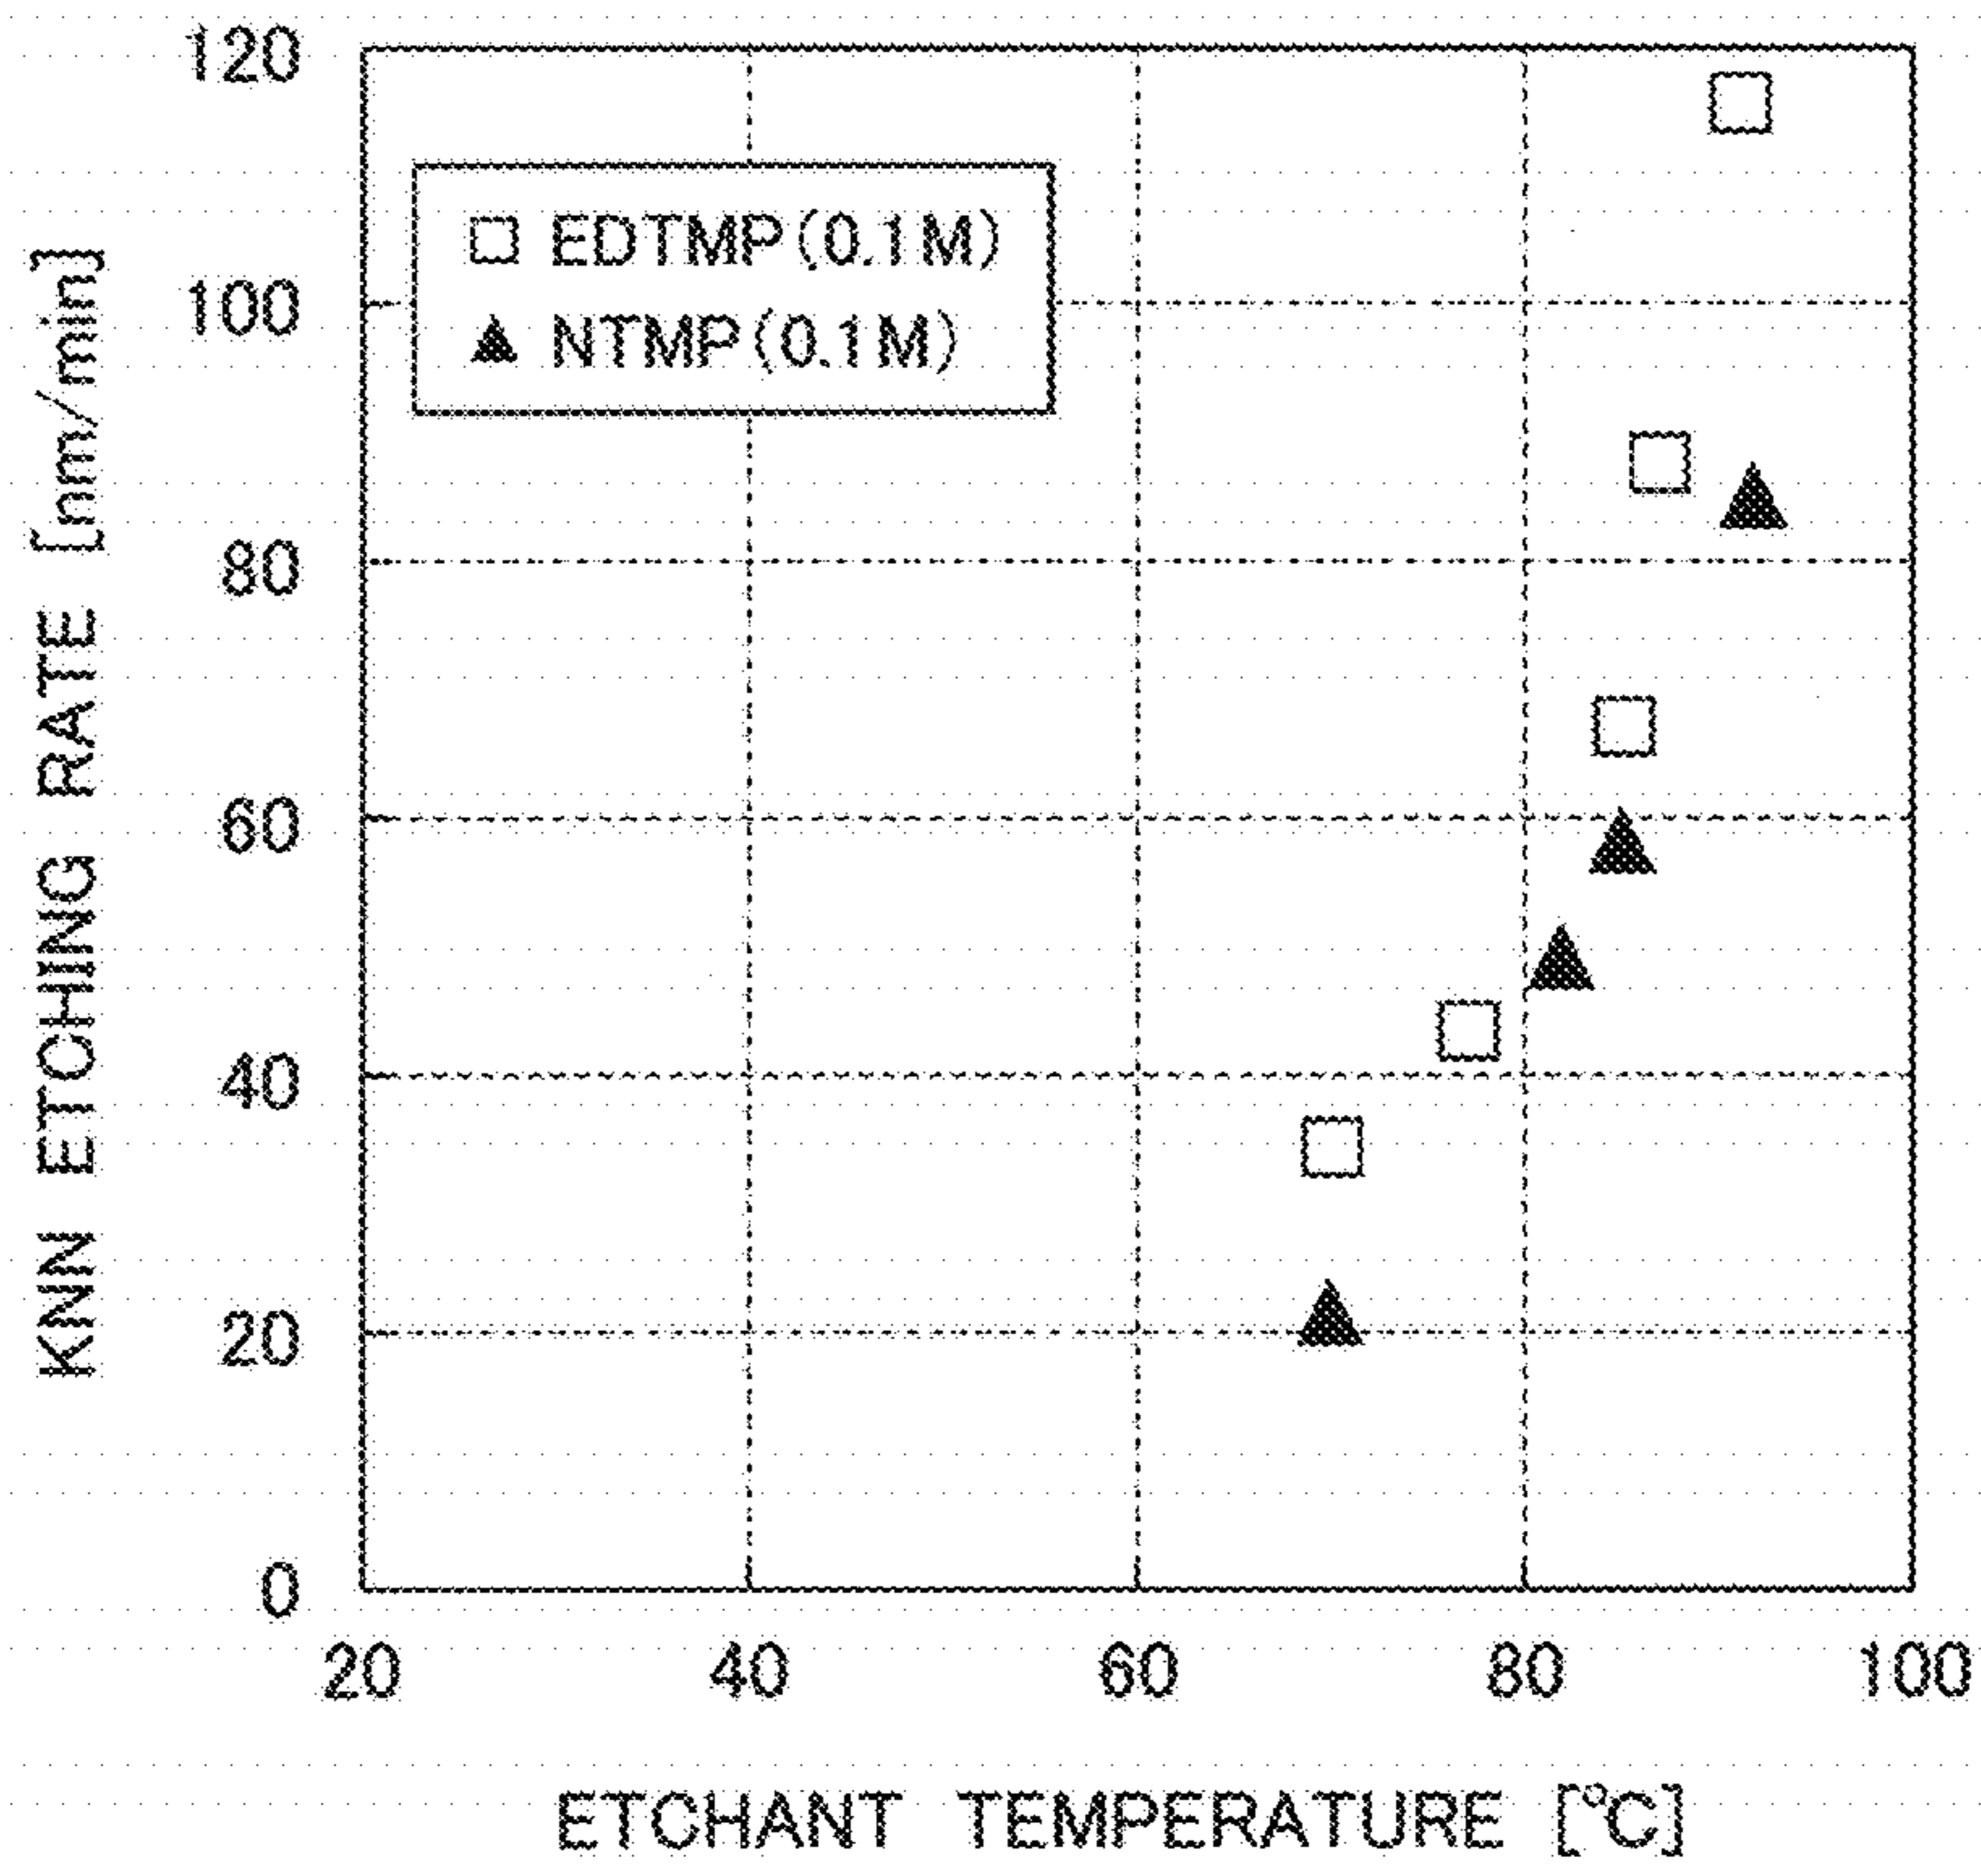 KNN ETCHING RATE [nm/min]
120
100
80
60
40
20
0
□ EDTMP(0.1M)
▲ NTMP(0.1M)
20 40 60 80 100
ETCHANT TEMPERATURE [°C]